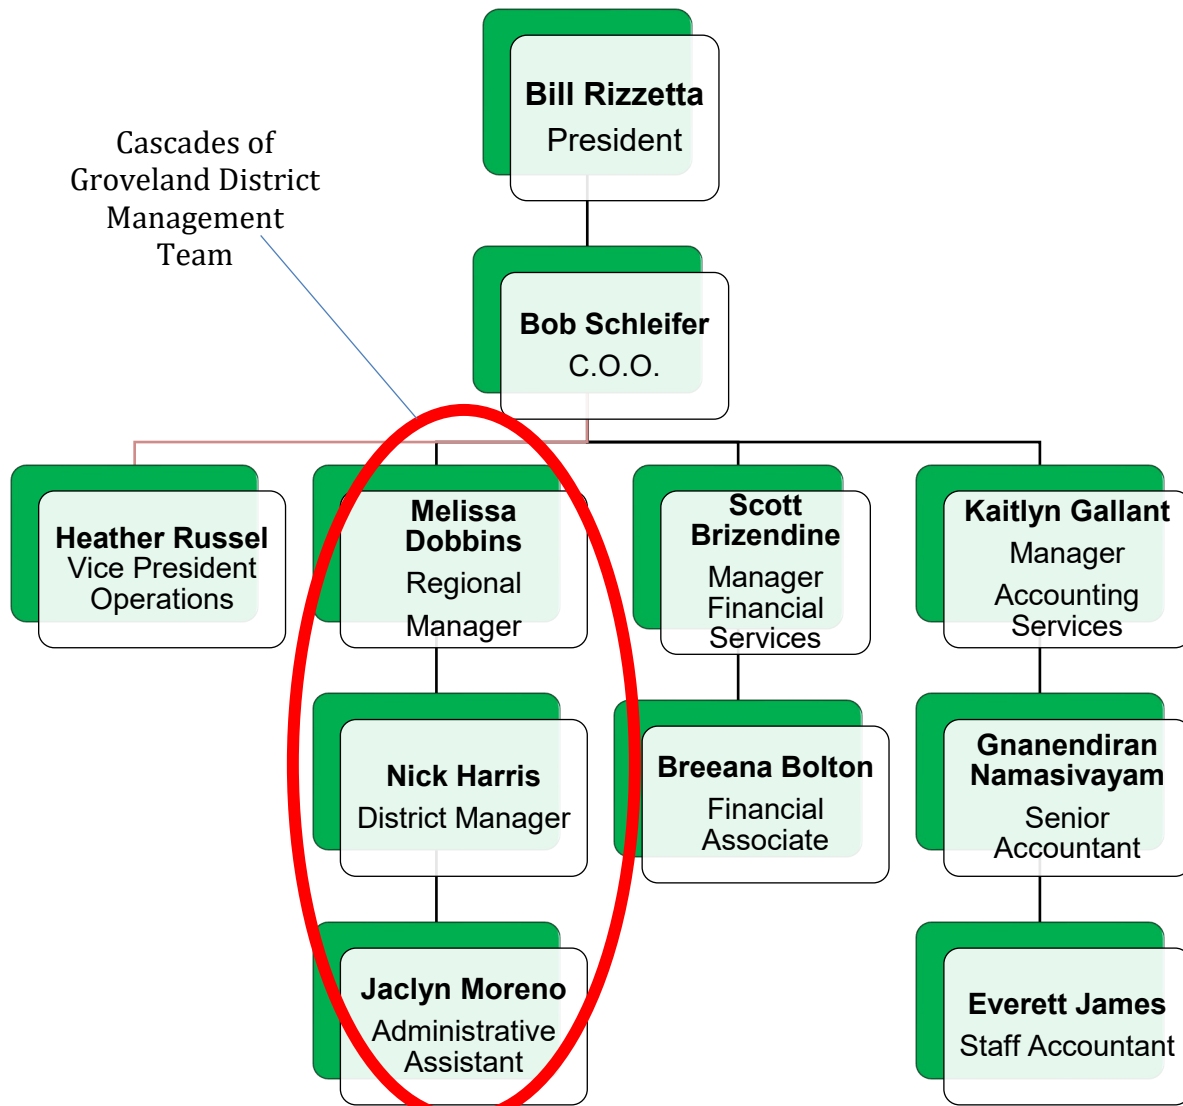 Bill Rizzetta
President
Cascades of
Groveland District
Management
Team
Bob Schleifer
C.O.O.
Heather Russel
Vice President
Operations
Melissa
Dobbins
Regional
Manager
Scott
Brizendine
Manager
Financial
Services
Kaitlyn Gallant
Manager
Accounting
Services
Nick Harris
District Manager
Breeana Bolton
Financial
Associate
Gnanendiran
Namasivayam
Senior
Accountant
Jaclyn Moreno
Administrative
Assistant
Everett James
Staff Accountant